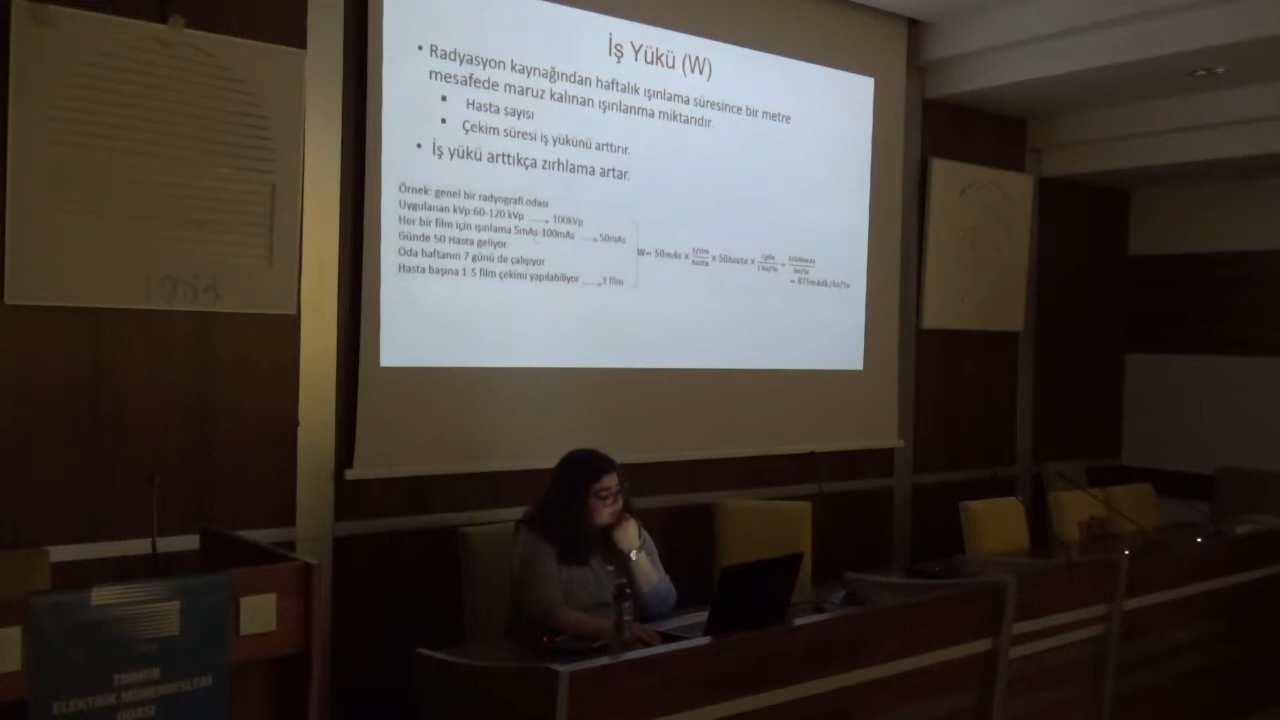 İş Yükü (W)
• Radyasyon kaynağından haftalık ışınlama süresince bir metre
mesafede maruz kalınan ışınlanma miktarıdır.
▪ Hasta sayısı
▪ Çekim süresi iş yükünü arttırır.
• İş yükü arttıkça zırhlama artar.
Örnek: genel bir radyografi odası
Uygulanan kVp:60-120 kVp 100kVp
Her bir film için ışınlama 5mAs-100mAs 50mAs
Günde 50 Hasta geliyor
Oda haftanın 7 günü de çalışıyor
Hasta başına 1-5 film çekimi yapılabiliyor 3 film
W= 50mAs × × 50hasta × =
= 875mAdk/hafta
1954
TMMOB
ELEKTRİK MÜHENDİSLERİ
ODASI